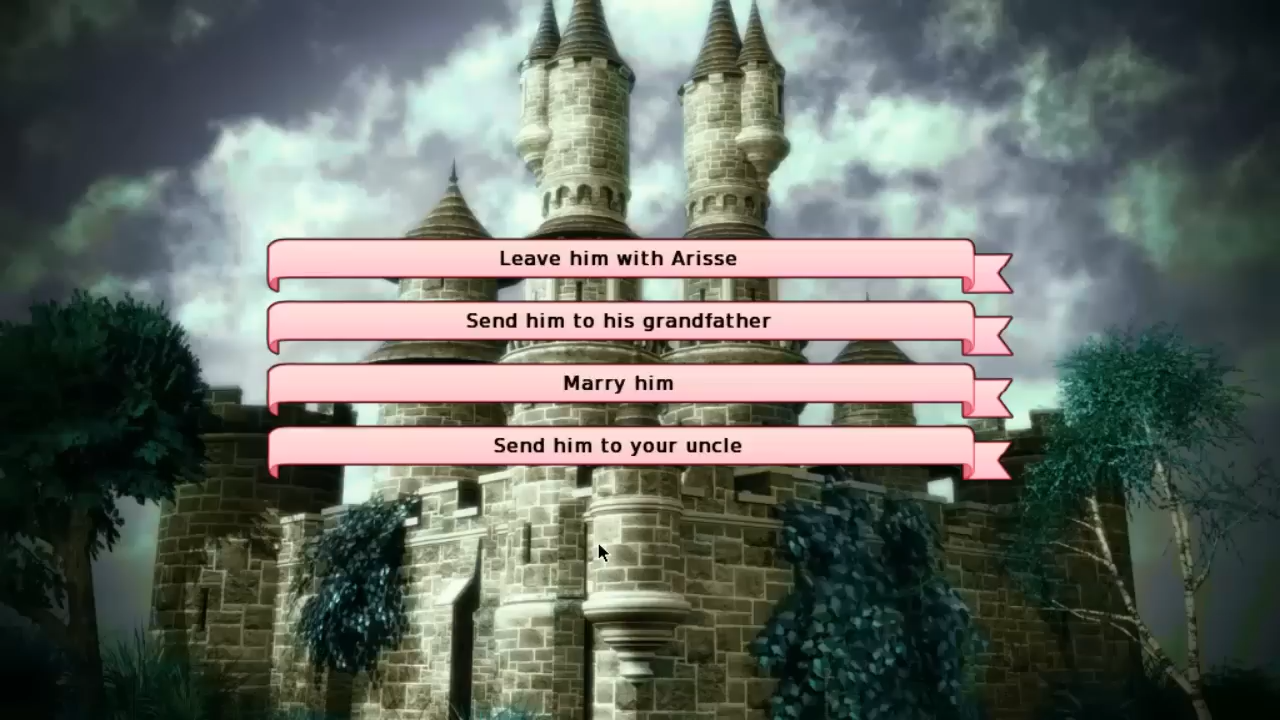 Leave him with Arisse
Send him to his grandfather
Marry him
Send him to your uncle